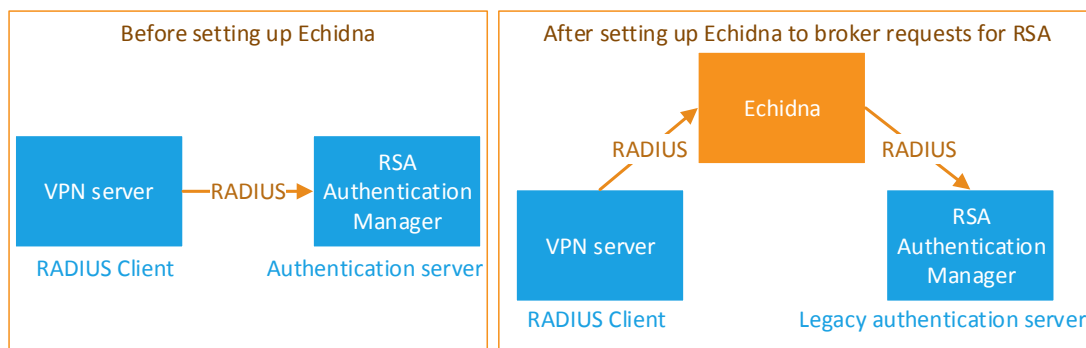 Before setting up Echidna
VPN server
RADIUS
RSA
Authentication
Manager
RADIUS Client
Authentication server
After setting up Echidna to broker requests for RSA
Echidna
RADIUS
RADIUS
VPN server
RSA
Authentication
Manager
RADIUS Client
Legacy authentication server